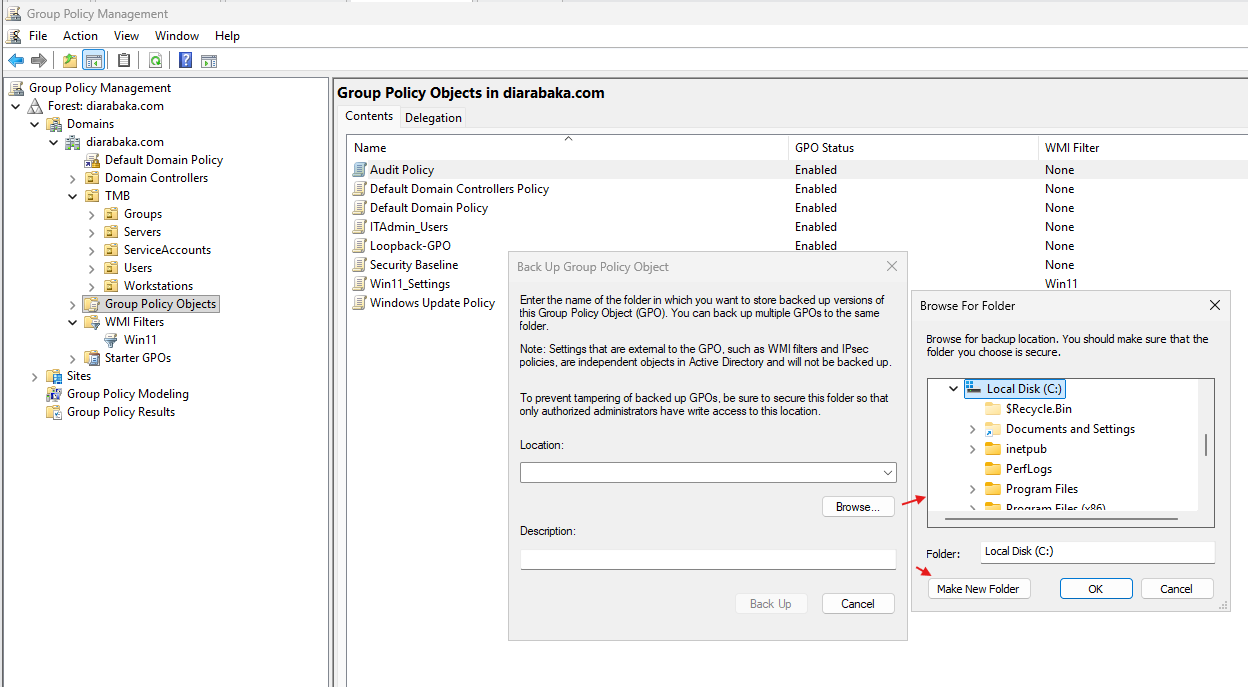 Group Policy Management
File Action View Window Help
Group Policy Management
Forest: diarabaka.com
Domains
diarabaka.com
Default Domain Policy
Domain Controllers
TMB
Groups
Servers
ServiceAccounts
Users
Workstations
Group Policy Objects
WMI Filters
Win11
Starter GPOs
Sites
Group Policy Modeling
Group Policy Results
Group Policy Objects in diarabaka.com
Contents Delegation
Name GPO Status WMI Filter
Audit Policy Enabled None
Default Domain Controllers Policy Enabled None
Default Domain Policy Enabled None
ITAdmin_Users Enabled None
Loopback-GPO Enabled None
Security Baseline None
Win11_Settings Win11
Windows Update Policy
Back Up Group Policy Object
Enter the name of the folder in which you want to store backed up versions of
this Group Policy Object (GPO). You can back up multiple GPOs to the same
folder.
Note: Settings that are external to the GPO, such as WMI filters and IPsec
policies, are independent objects in Active Directory and will not be backed up.
To prevent tampering of backed up GPOs, be sure to secure this folder so that
only authorized administrators have write access to this location.
Location:
Browse...
Description:
Back Up Cancel
Browse For Folder
Browse for backup location. You should make sure that the
folder you choose is secure.
Local Disk (C:)
$Recycle.Bin
Documents and Settings
inetpub
PerfLogs
Program Files
Program Files (x86)
Folder: Local Disk (C:)
Make New Folder OK Cancel